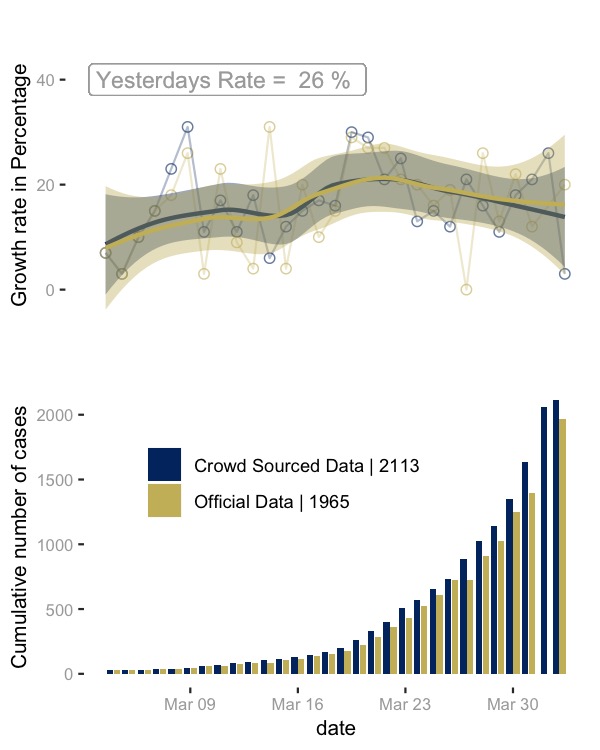 Growth rate in Percentage
40
20
0
Yesterdays Rate = 26 %
Cumulative number of cases
2000
1500
1000
500
0
Crowd Sourced Data | 2113
Official Data | 1965
Mar 09 Mar 16 Mar 23 Mar 30
date